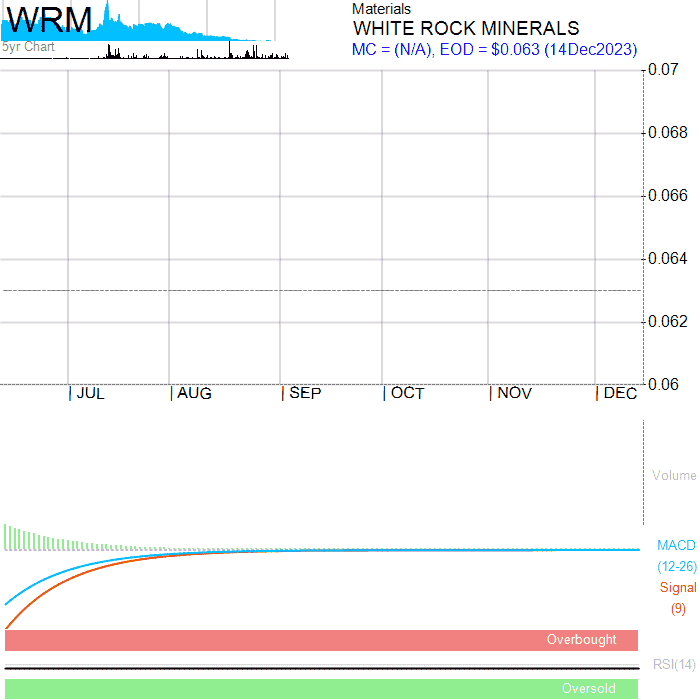 WRM
5yr Chart
Materials
WHITE ROCK MINERALS
MC = (N/A), EOD = $0.063 (14Dec2023)
0.07
0.068
0.066
0.064
0.062
0.06
JUL AUG SEP OCT NOV DEC
Volume
MACD
(12-26)
Signal
(9)
Overbought
RSI(14)
Oversold